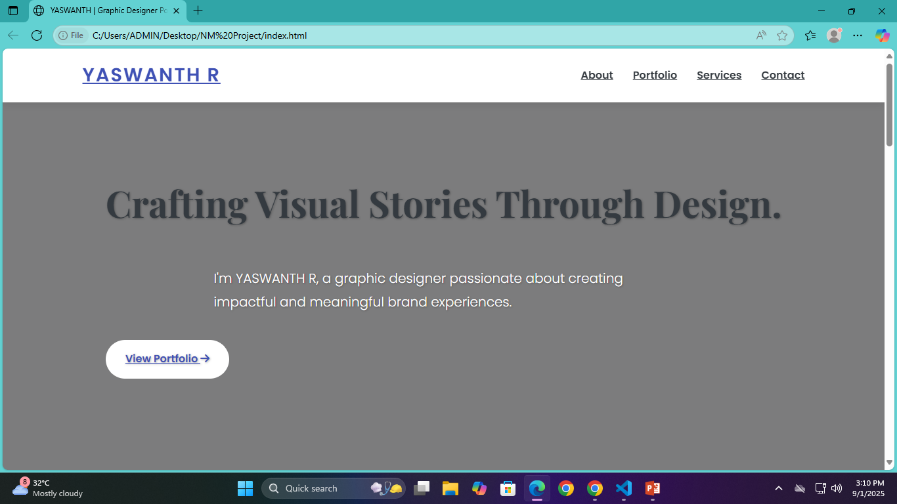 YASWANTH | Graphic Designer Po
File
C:/Users/ADMIN/Desktop/NM%20Project/index.html
YASWANTH R
About Portfolio Services Contact
Crafting Visual Stories Through Design.
I'm YASWANTH R, a graphic designer passionate about creating
impactful and meaningful brand experiences.
View Portfolio →
8
32°C
Mostly cloudy
Quick search
3:10 PM
9/1/2025